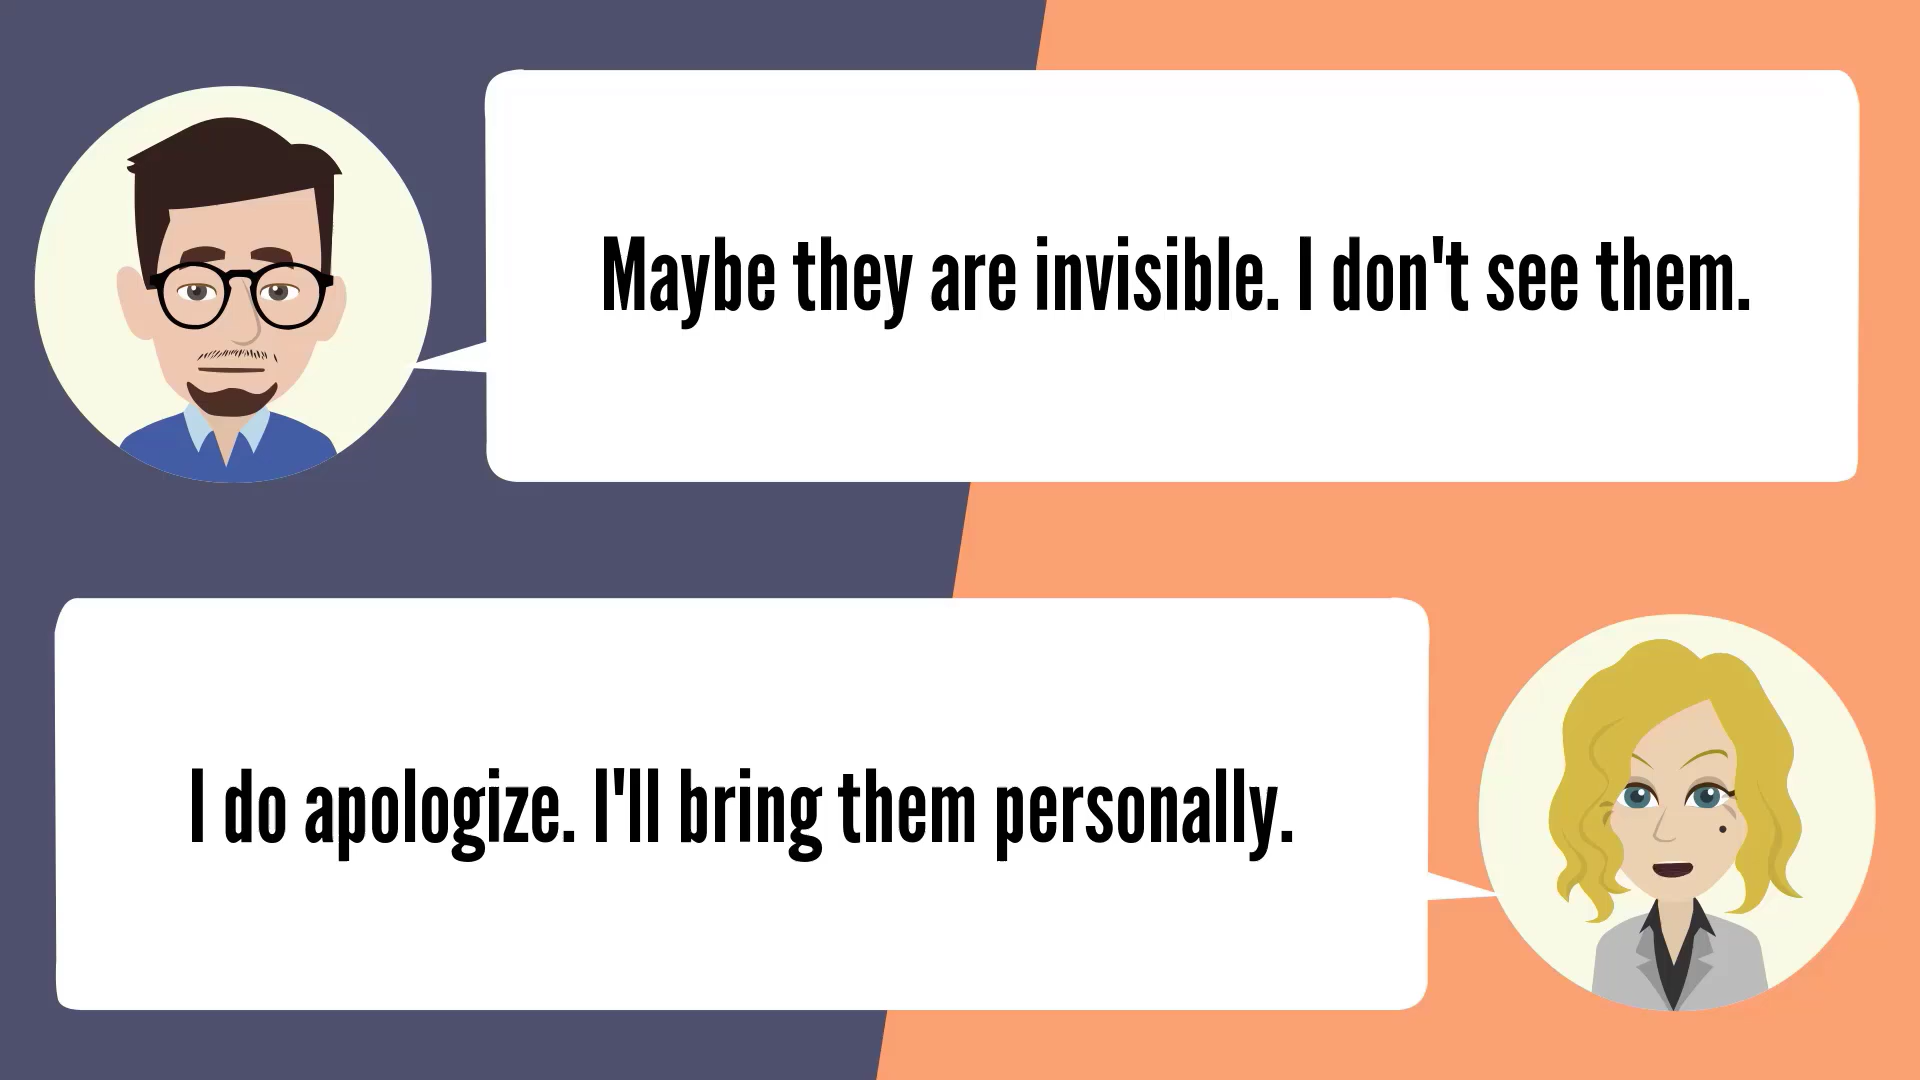 Maybe they are invisible. I don't see them.
I do apologize. I'll bring them personally.